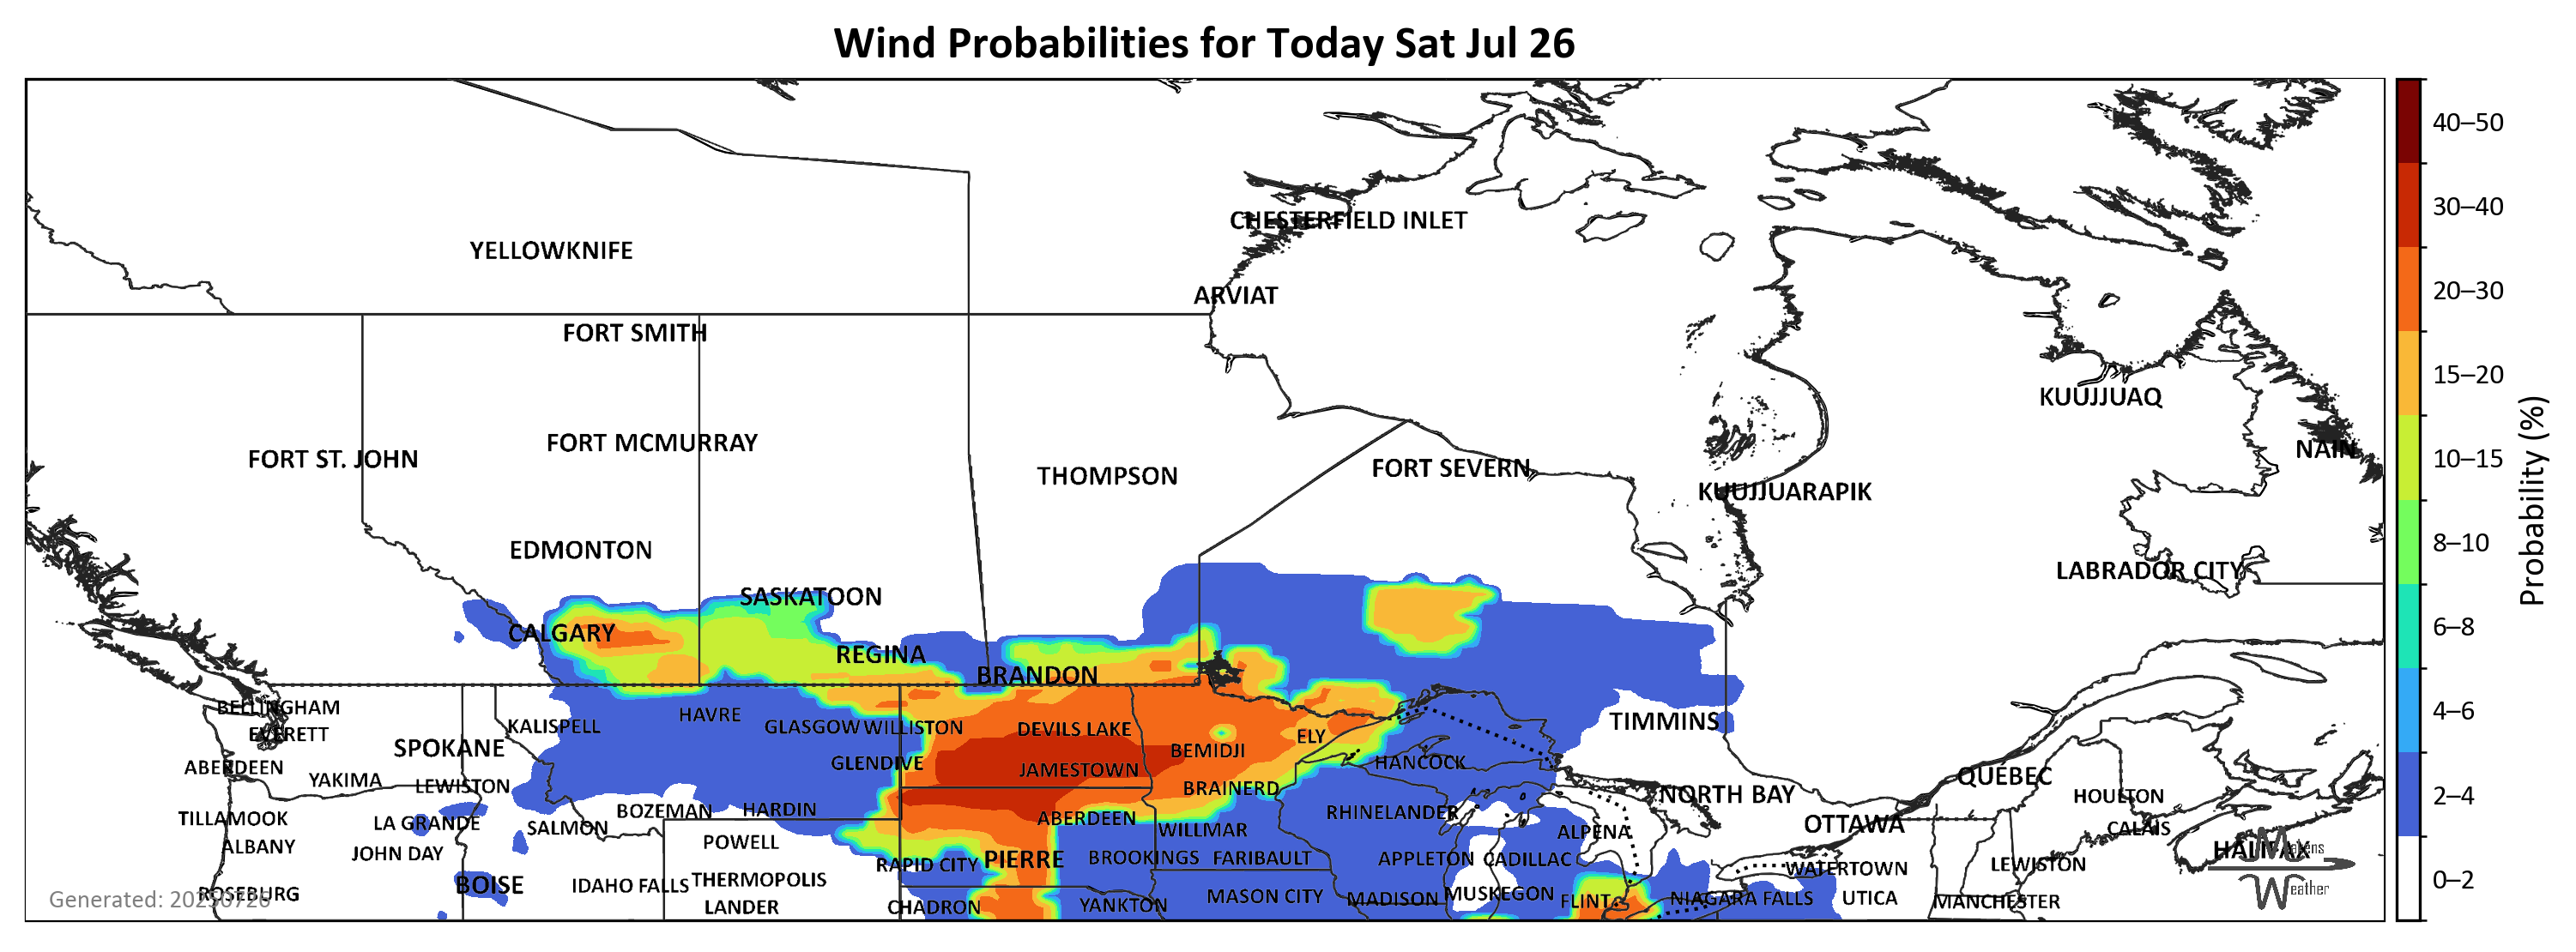 Wind Probabilities for Today Sat Jul 26
CHESTERFIELD INLET
YELLOWKNIFE
ARVIAT
FORT SMITH
KUUJJUAQ
FORT MCMURRAY
NAIN
FORT ST. JOHN
FORT SEVERN
THOMPSON
KUUJJUARAPIK
EDMONTON
LABRADOR CITY
SASKATOON
CALGARY
REGINA
BRANDON
BELLINGHAM
HAVRE
TIMMINS
KALISPELL
GLASGOW
WILLISTON
DEVILS LAKE
EVERETT
ELY
SPOKANE
BEMIDJI
GLENDIVE
HANCOCK
ABERDEEN
JAMESTOWN
QUEBEC
YAKIMA
LEWISTON
BRAINERD
NORTH BAY
HOULTON
BOZEMAN
HARDIN
RHINELANDER
TILLAMOOK
ABERDEEN
LA GRANDE
SALMON
WILLMAR
ALPENA
OTTAWA
CALAIS
POWELL
ALBANY
HALIFAX
JOHN DAY
RAPID CITY
PIERRE
BROOKINGS
FARIBAULT
APPLETON
CADILLAC
LEWISTON
WATERTOWN
BOISE
IDAHO FALLS
THERMOPOLIS
ROSEBURG
MASON CITY
MADISON
MUSKEGON
NIAGARA FALLS
UTICA
FLINT
MANCHESTER
LANDER
CHADRON
YANKTON
eather
Generated: 20250726
40–50
30–40
20–30
15–20
10–15
8–10
6–8
4–6
2–4
0–2
Probability (%)